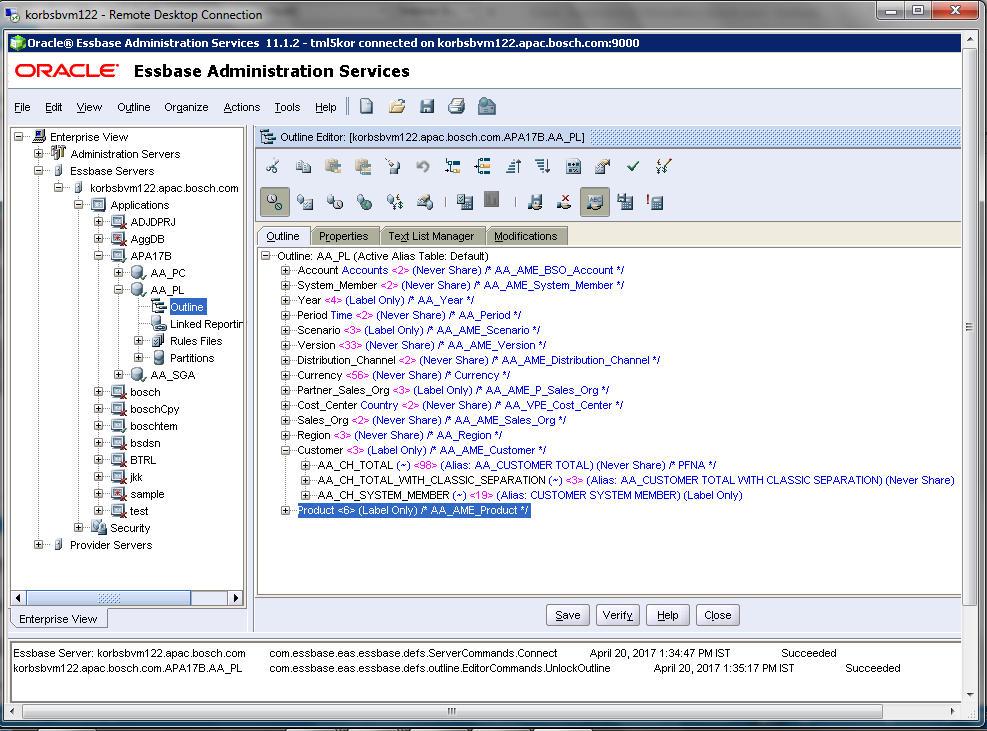 korbsbvm122 - Remote Desktop Connection
Oracle® Essbase Administration Services 11.1.2 - tml5kor connected on korbsbvm122.apac.bosch.com:9000
ORACLE® Essbase Administration Services
File Edit View Outline Organize Actions Tools Help
Enterprise View
Administration Servers
Essbase Servers
korbsbvm122.apac.bosch.com
Applications
ADJDPRJ
AggDB
APA17B
AA_PC
AA_PL
Outline
Linked Reportin
Rules Files
Partitions
AA_SGA
bosch
boschCpy
boschtem
bsdsn
BTRL
jkk
sample
test
Security
Provider Servers
Enterprise View
Outline Editor: [korbsbvm122.apac.bosch.com.APA17B.AA_PL]
Outline Properties Text List Manager Modifications
Outline: AA_PL (Active Alias Table: Default)
Account Accounts <2> (Never Share) /* AA_AME_BSO_Account */
System_Member <2> (Never Share) /* AA_AME_System_Member */
Year <4> (Label Only) /* AA_Year */
Period Time <2> (Never Share) /* AA_Period */
Scenario <3> (Label Only) /* AA_AME_Scenario */
Version <33> (Never Share) /* AA_AME_Version */
Distribution_Channel <2> (Never Share) /* AA_AME_Distribution_Channel */
Currency <56> (Never Share) /* Currency */
Partner_Sales_Org <3> (Label Only) /* AA_AME_P_Sales_Org */
Cost_Center Country <2> (Never Share) /* AA_VPE_Cost_Center */
Sales_Org <2> (Never Share) /* AA_AME_Sales_Org */
Region <3> (Never Share) /* AA_Region */
Customer <3> (Label Only) /* AA_AME_Customer */
AA_CH_TOTAL (~) <98> (Alias: AA_CUSTOMER TOTAL) (Never Share) /* PFNA */
AA_CH_TOTAL_WITH_CLASSIC_SEPARATION (~) <3> (Alias: AA_CUSTOMER TOTAL WITH CLASSIC SEPARATION) (Never Share)
AA_CH_SYSTEM_MEMBER (~) <19> (Alias: CUSTOMER SYSTEM MEMBER) (Label Only)
Product <6> (Label Only) /* AA_AME_Product */
Save Verify Help Close
Essbase Server: korbsbvm122.apac.bosch.com com.essbase.eas.essbase.defs.ServerCommands.Connect April 20, 2017 1:34:47 PM IST Succeeded
korbsbvm122.apac.bosch.com.APA17B.AA_PL com.essbase.eas.essbase.defs.outline.EditorCommands.UnlockOutline April 20, 2017 1:35:17 PM IST Succeeded